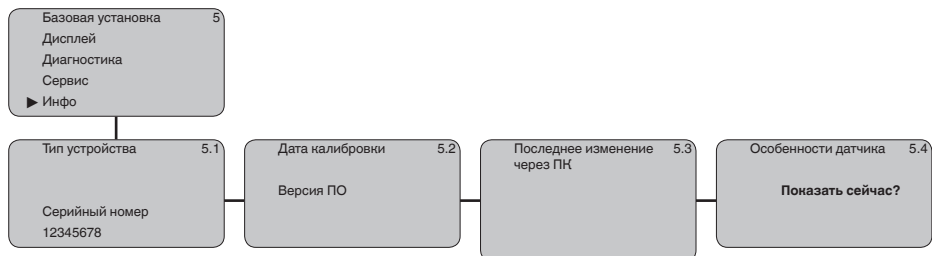 Базовая установка 5
Дисплей
Диагностика
Сервис
▶ Инфо
Тип устройства 5.1
Серийный номер
12345678
Дата калибровки 5.2
Версия ПО
Последнее изменение 5.3
через ПК
Особенности датчика 5.4
Показать сейчас?